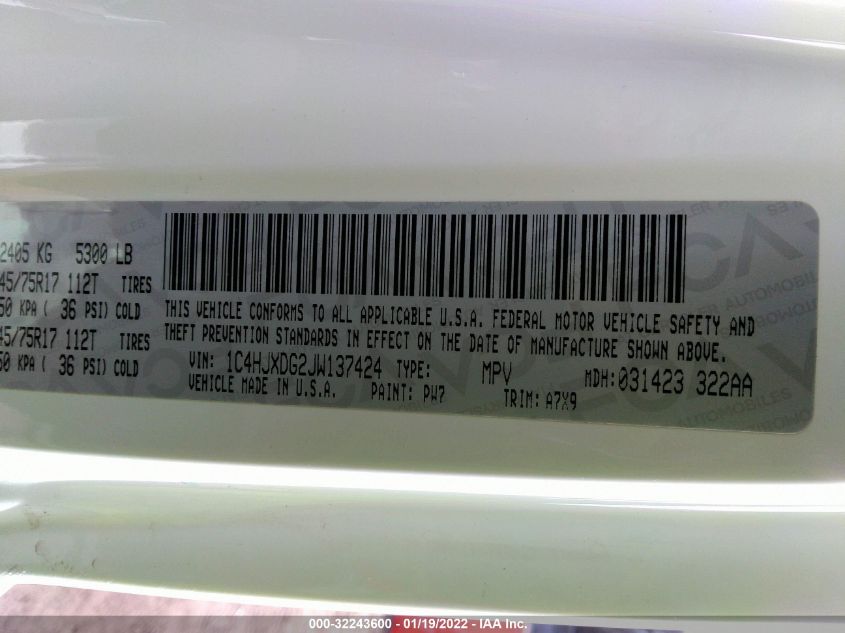 2405 KG 5300 LB
45/75R17 112T TIRES
50 KPA ( 36 PSI) COLD
45/75R17 112T TIRES
50 KPA ( 36 PSI) COLD
THIS VEHICLE CONFORMS TO ALL APPLICABLE U.S.A. FEDERAL MOTOR VEHICLE SAFETY AND
THEFT PREVENTION STANDARDS IN EFFECT ON THE DATE OF MANUFACTURE SHOWN ABOVE.
VIN: 1C4HJXDG2JW137424 TYPE: MPV MDH: 031423 322AA
VEHICLE MADE IN U.S.A. PAINT: PW7 TRIM: A7X9
000-32243600 - 01/19/2022 - IAA, Inc.